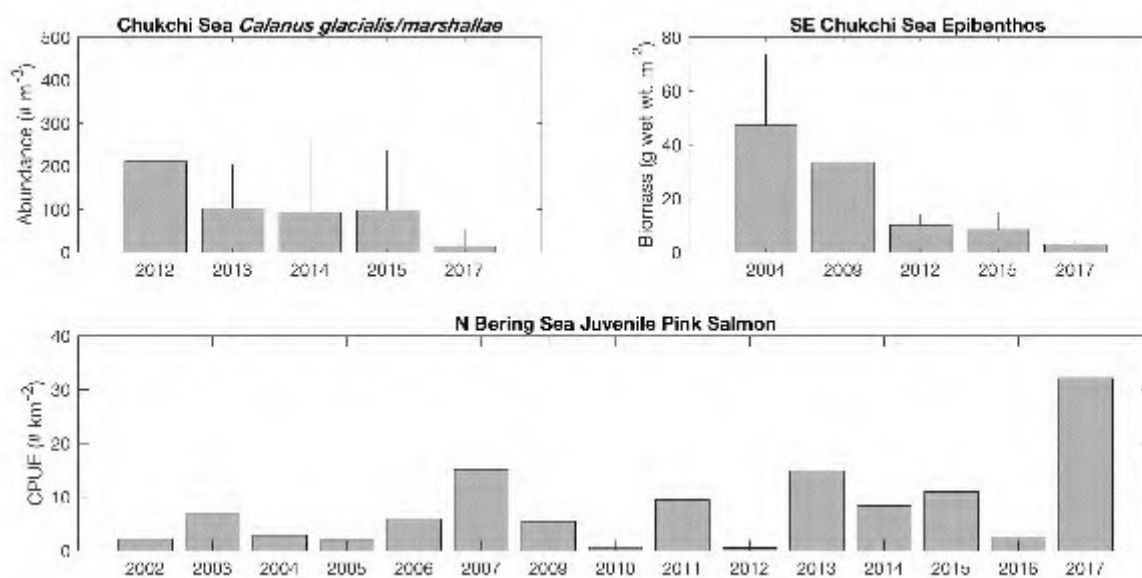 Chukchi Sea Calanus glacialis/marshallae
500
400
300
200
100
0
Abundance (# m-3)
2012 2013 2014 2015 2017
SE Chukchi Sea Epibenthos
80
60
40
20
0
Biomass (g wet wt. m-2)
2004 2009 2012 2015 2017
N Bering Sea Juvenile Pink Salmon
40
30
20
10
0
CPUE (# km-2)
2002 2003 2004 2005 2006 2007 2009 2010 2011 2012 2013 2014 2015 2016 2017